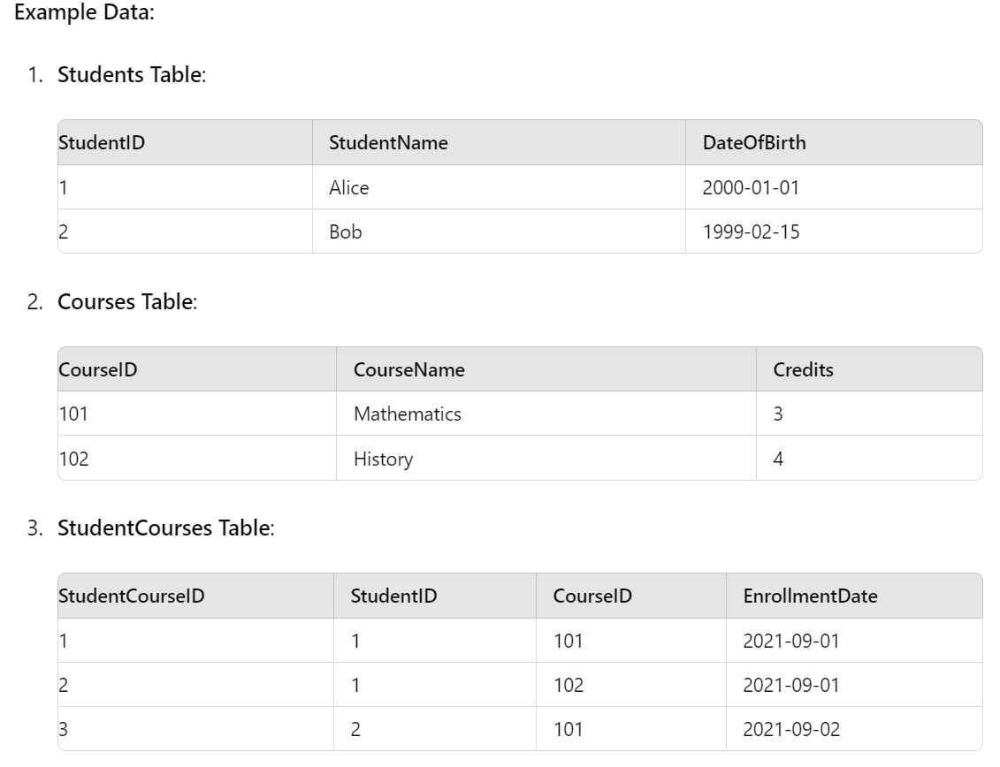 Example Data:
1. Students Table:
StudentID StudentName DateOfBirth
1 Alice 2000-01-01
2 Bob 1999-02-15
2. Courses Table:
CourseID CourseName Credits
101 Mathematics 3
102 History 4
3. StudentCourses Table:
StudentCourseID StudentID CourseID EnrollmentDate
1 1 101 2021-09-01
2 1 102 2021-09-01
3 2 101 2021-09-02